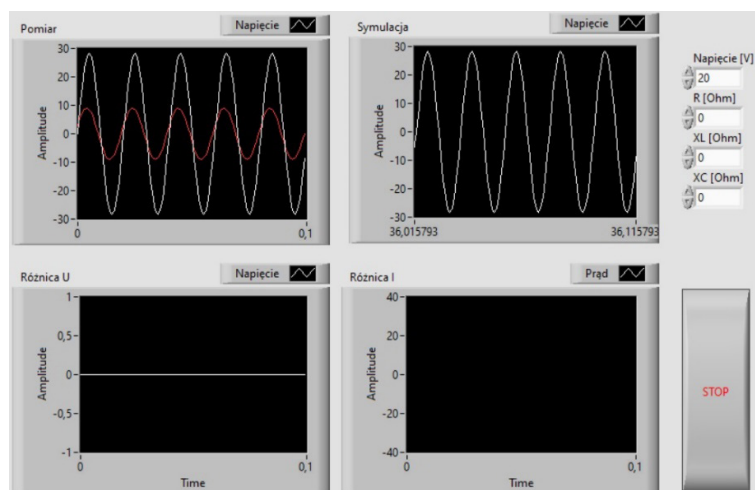 Pomiar
Napięcie
Amplitude
30
20
10
0
-10
-20
-30
0
0,1
Symulacja
Napięcie
Amplitude
30
20
10
0
-10
-20
-30
36,015793
36,115793
Napięcie [V]
20
R [Ohm]
0
XL [Ohm]
0
XC [Ohm]
0
Różnica U
Napięcie
Amplitude
1
0,5
0
-0,5
-1
0
0,1
Time
Różnica I
Prąd
Amplitude
40
20
0
-20
-40
0
0,1
Time
STOP